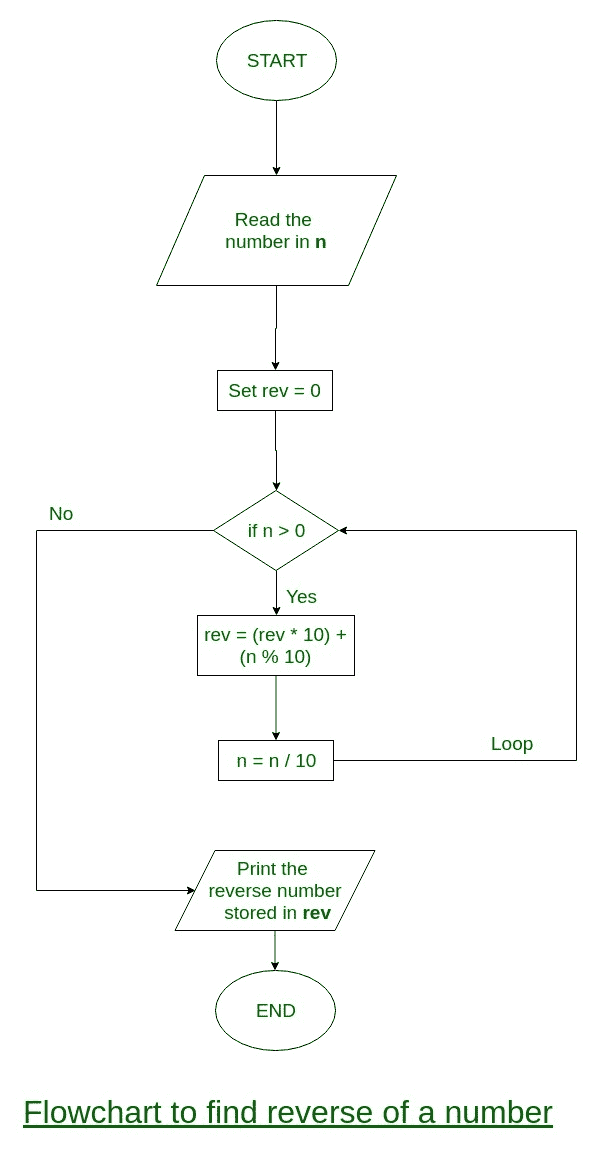 START
Read the
number in n
Set rev = 0
No
if n > 0
Yes
rev = (rev * 10) +
(n % 10)
Loop
n = n / 10
Print the
reverse number
stored in rev
END
Flowchart to find reverse of a number